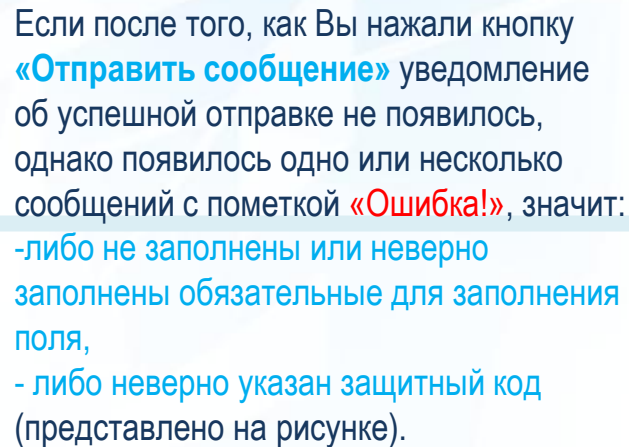 Если после того, как Вы нажали кнопку
«Отправить сообщение» уведомление
об успешной отправке не появилось,
однако появилось одно или несколько
сообщений с пометкой «Ошибка!», значит:
-либо не заполнены или неверно
заполнены обязательные для заполнения
поля,
- либо неверно указан защитный код
(представлено на рисунке).